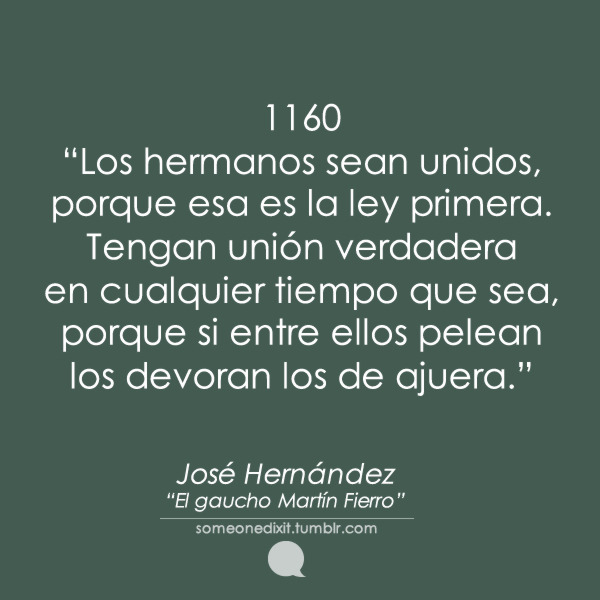 1160
“Los hermanos sean unidos,
porque esa es la ley primera.
Tengan unión verdadera
en cualquier tiempo que sea,
porque si entre ellos pelean
los devoran los de ajuera.”
José Hernández
“El gaucho Martín Fierro”
someonedixit.tumblr.com